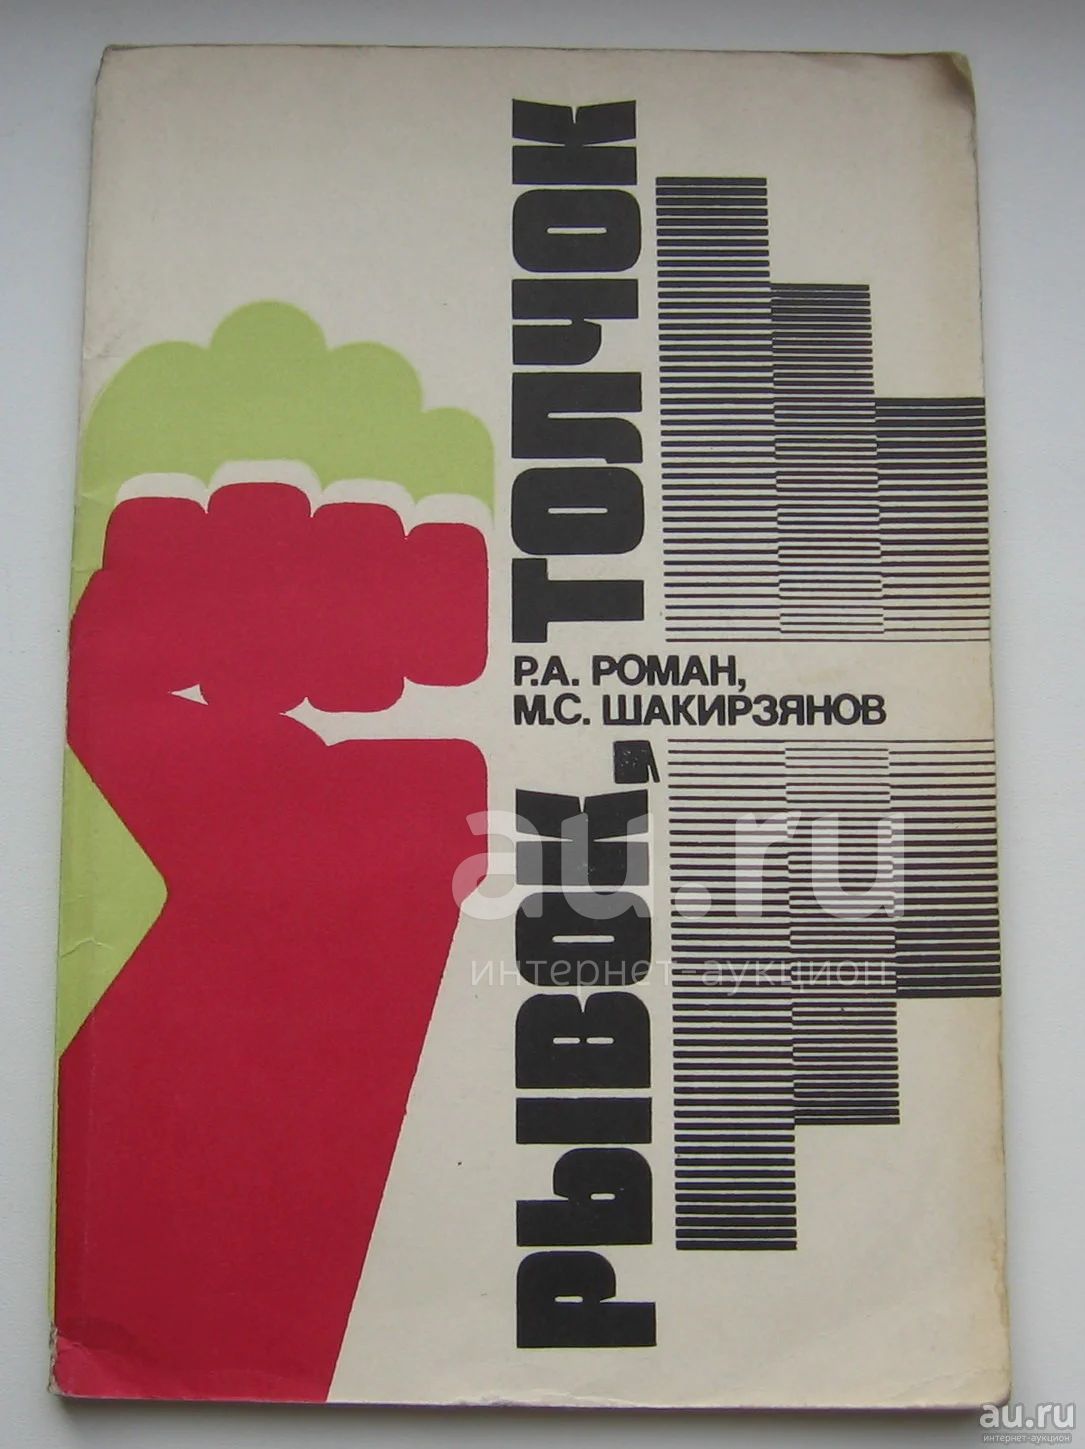 РЫВОК, ТОЛЧОК
Р.А. РОМАН,
М.С. ШАКИРЗЯНОВ
au.ru
интернет-аукцион
au.ru
интернет-аукцион